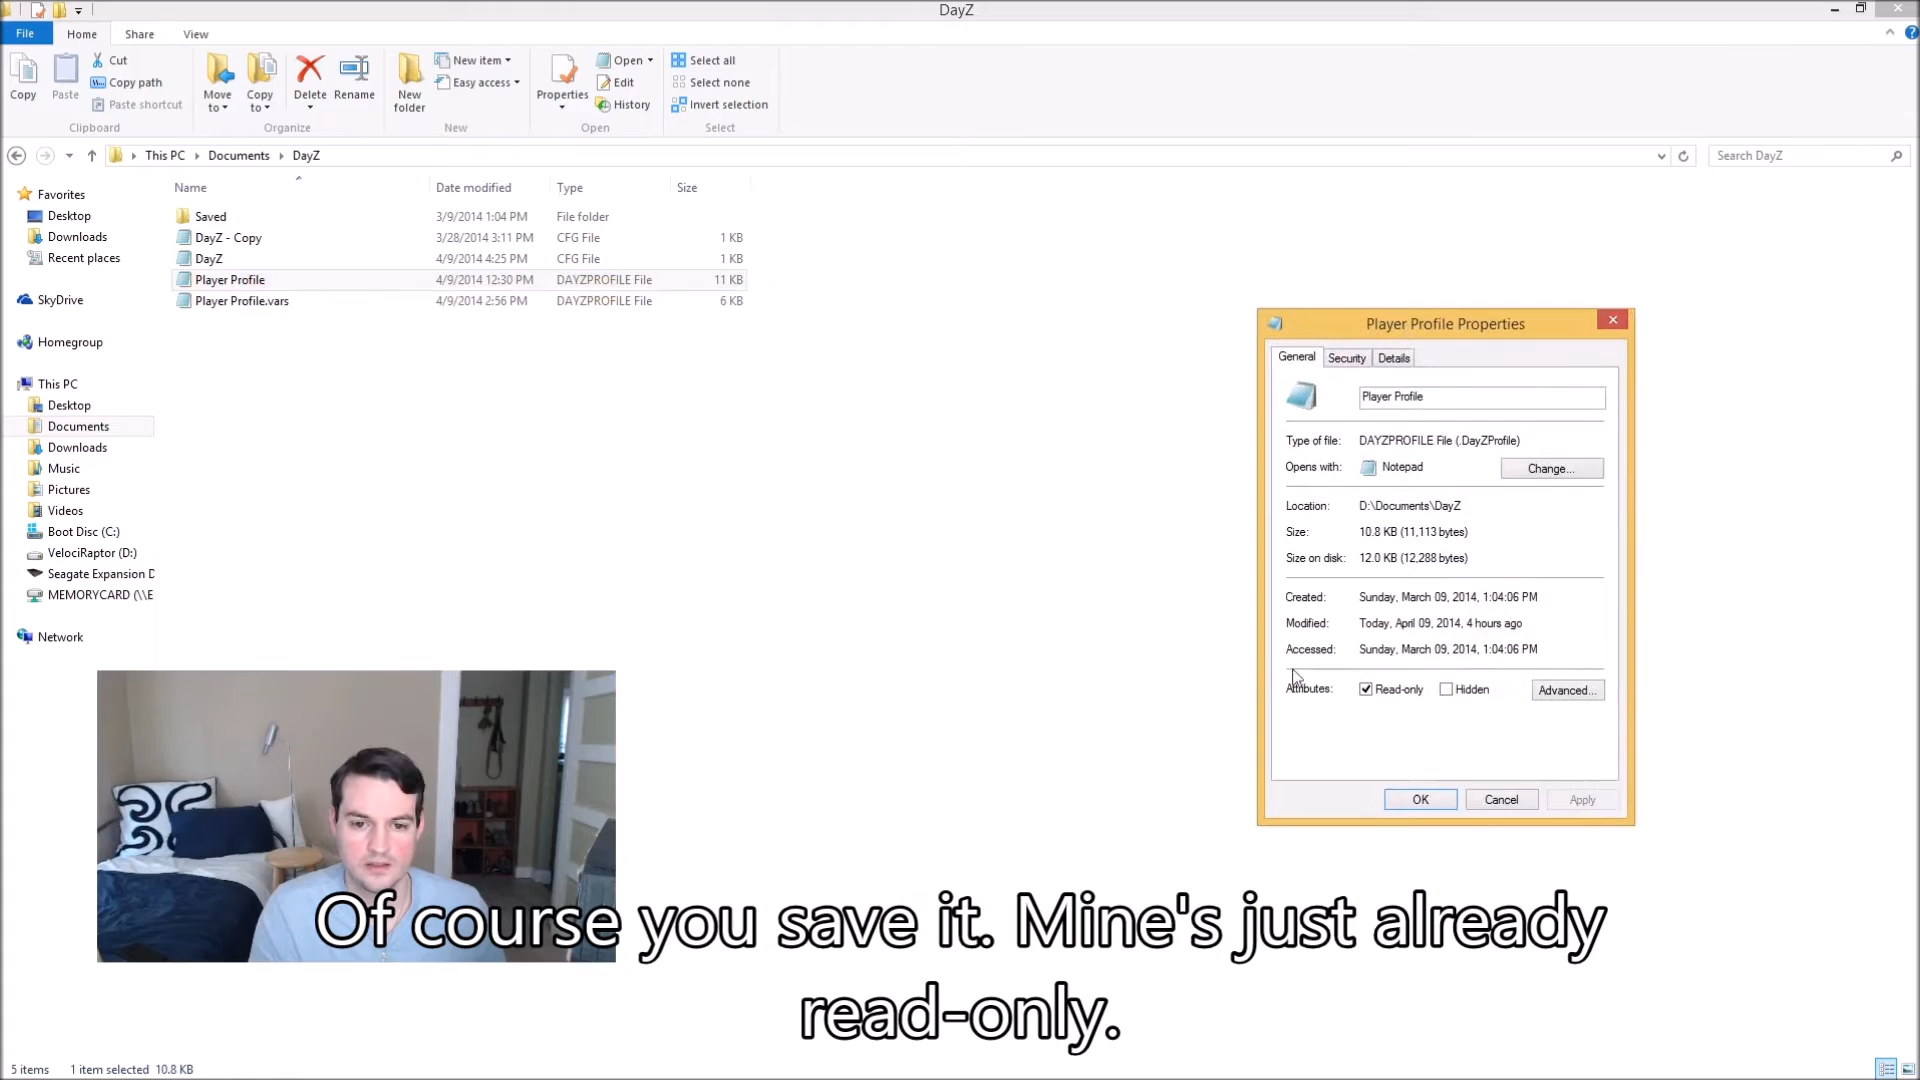 DayZ
File Home Share View
Copy
Paste
Cut
Copy path
Paste shortcut
Clipboard
Move to
Copy to
Delete
Rename
Organize
New folder
New item
Easy access
New
Properties
Open
Edit
History
Open
Select all
Select none
Invert selection
Select
This PC Documents DayZ
Search DayZ
Favorites
Desktop
Downloads
Recent places
SkyDrive
Homegroup
This PC
Desktop
Documents
Downloads
Music
Pictures
Videos
Boot Disc (C:)
VelociRaptor (D:)
Seagate Expansion D
MEMORYCARD (\\E
Network
Name Date modified Type Size
Saved 3/9/2014 1:04 PM File folder
DayZ - Copy 3/28/2014 3:11 PM CFG File 1 KB
DayZ 4/9/2014 4:25 PM CFG File 1 KB
Player Profile 4/9/2014 12:30 PM DAYZPROFILE File 11 KB
Player Profile.vars 4/9/2014 2:56 PM DAYZPROFILE File 6 KB
Player Profile Properties
General Security Details
Player Profile
Type of file: DAYZPROFILE File (.DayZProfile)
Opens with: Notepad Change...
Location: D:\Documents\DayZ
Size: 10.8 KB (11,113 bytes)
Size on disk: 12.0 KB (12,288 bytes)
Created: Sunday, March 09, 2014, 1:04:06 PM
Modified: Today, April 09, 2014, 4 hours ago
Accessed: Sunday, March 09, 2014, 1:04:06 PM
Attributes: Read-only Hidden Advanced...
OK Cancel Apply
Of course you save it. Mine's just already
read-only.
5 items 1 item selected 10.8 KB